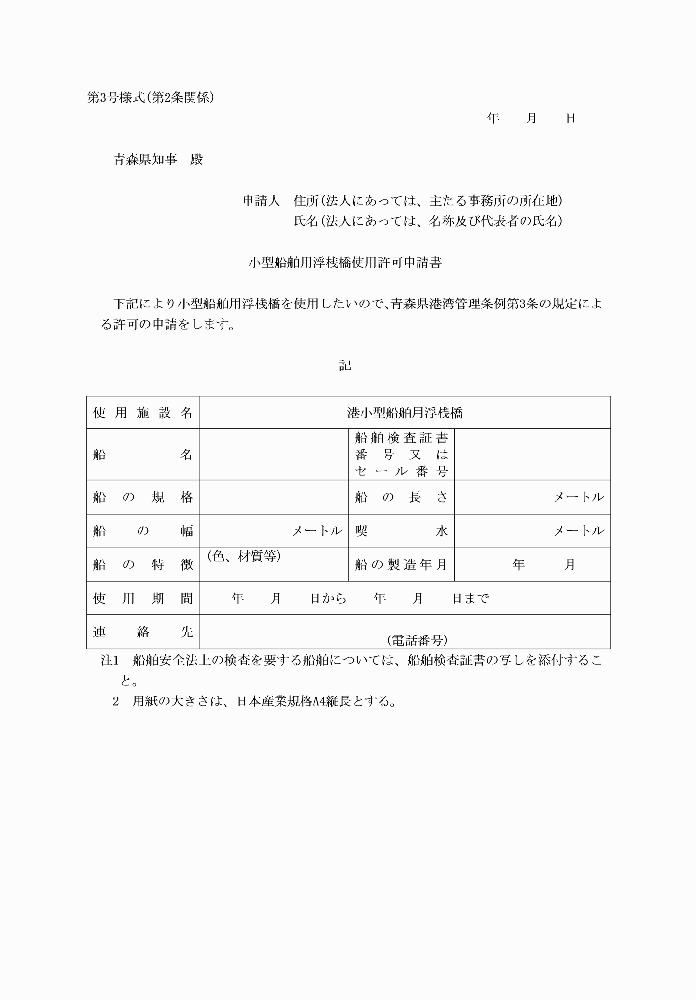 第3号様式(第2条関係)
年　　月　　日
青森県知事　殿
申請人　住所(法人にあっては、主たる事務所の所在地)
氏名(法人にあっては、名称及び代表者の氏名)
小型船舶用浮桟橋使用許可申請書
下記により小型船舶用浮桟橋を使用したいので、青森県港湾管理条例第3条の規定によ
る許可の申請をします。
記
使用施設名　港小型船舶用浮桟橋
船名
船舶検査証書
番号又は
セール番号
船の規格　船の長さ　メートル
船の幅　メートル　喫水　メートル
船の特徴　(色、材質等)　船の製造年月　年　　月
使用期間　年　　月　　日から　　年　　月　　日まで
連絡先　(電話番号)
注1　船舶安全法上の検査を要する船舶については、船舶検査証書の写しを添付するこ
と。
2　用紙の大きさは、日本産業規格A4縦長とする。